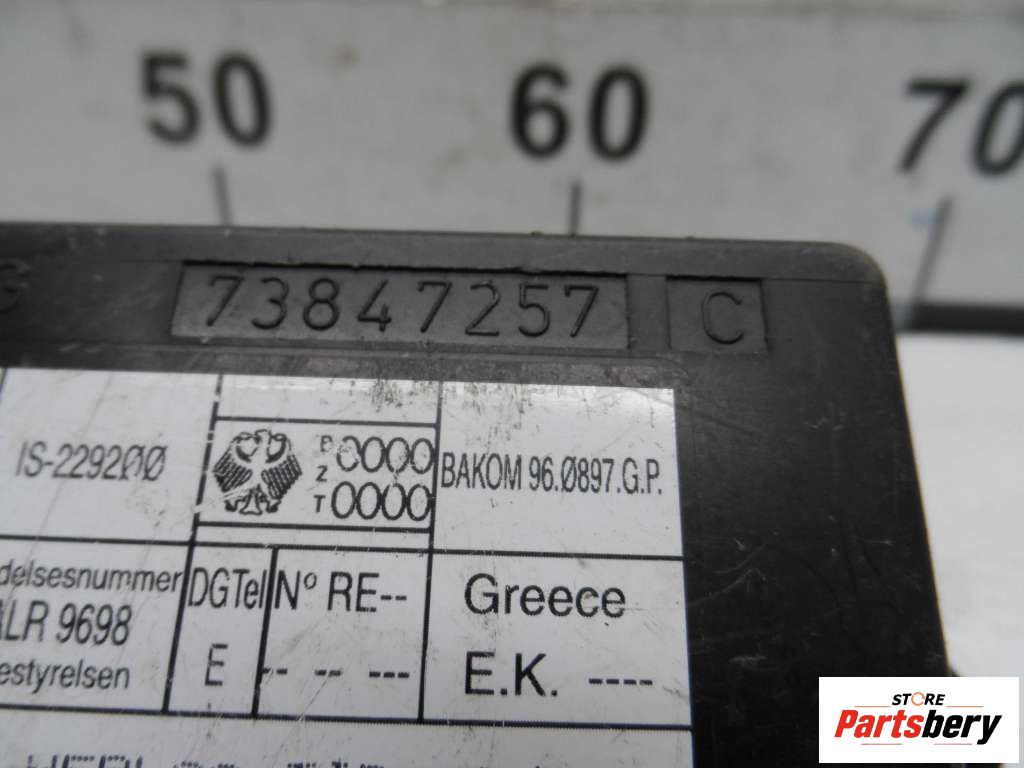 50 60 70
73847257 C
IS-2292ØØ
B
Z
T
0000
0000
BAKOM 96.Ø897.G.P.
delsesnummer
LR 9698
estyrelsen
DGTel
E
Nº RE--
-- -- ---
Greece
E.K. ----
STORE
Partsbery